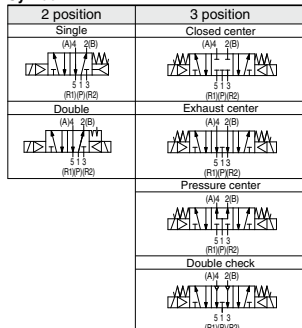 2 position
Single
(A)4 2(B)
5 1 3
(R1)(P)(R2)
Double
(A)4 2(B)
5 1 3
(R1)(P)(R2)
3 position
Closed center
(A)4 2(B)
5 1 3
(R1)(P)(R2)
Exhaust center
(A)4 2(B)
5 1 3
(R1)(P)(R2)
Pressure center
(A)4 2(B)
5 1 3
(R1)(P)(R2)
Double check
(A)4 2(B)
5 1 3
(R1)(P)(R2)